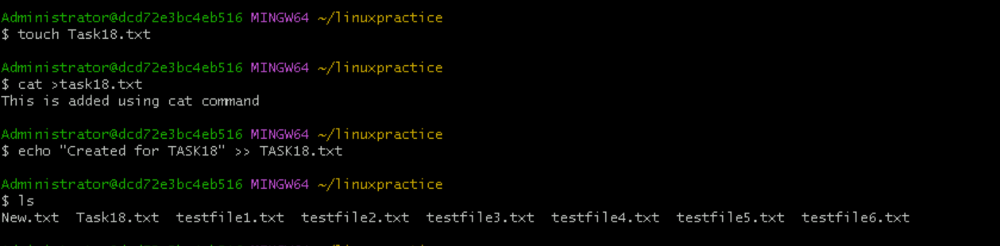 Administrator@dcd72e3bc4eb516 MINGW64 ~/linuxpractice
$ touch Task18.txt
Administrator@dcd72e3bc4eb516 MINGW64 ~/linuxpractice
$ cat >task18.txt
This is added using cat command
Administrator@dcd72e3bc4eb516 MINGW64 ~/linuxpractice
$ echo "Created for TASK18" >> TASK18.txt
Administrator@dcd72e3bc4eb516 MINGW64 ~/linuxpractice
$ ls
New.txt  Task18.txt  testfile1.txt  testfile2.txt  testfile3.txt  testfile4.txt  testfile5.txt  testfile6.txt